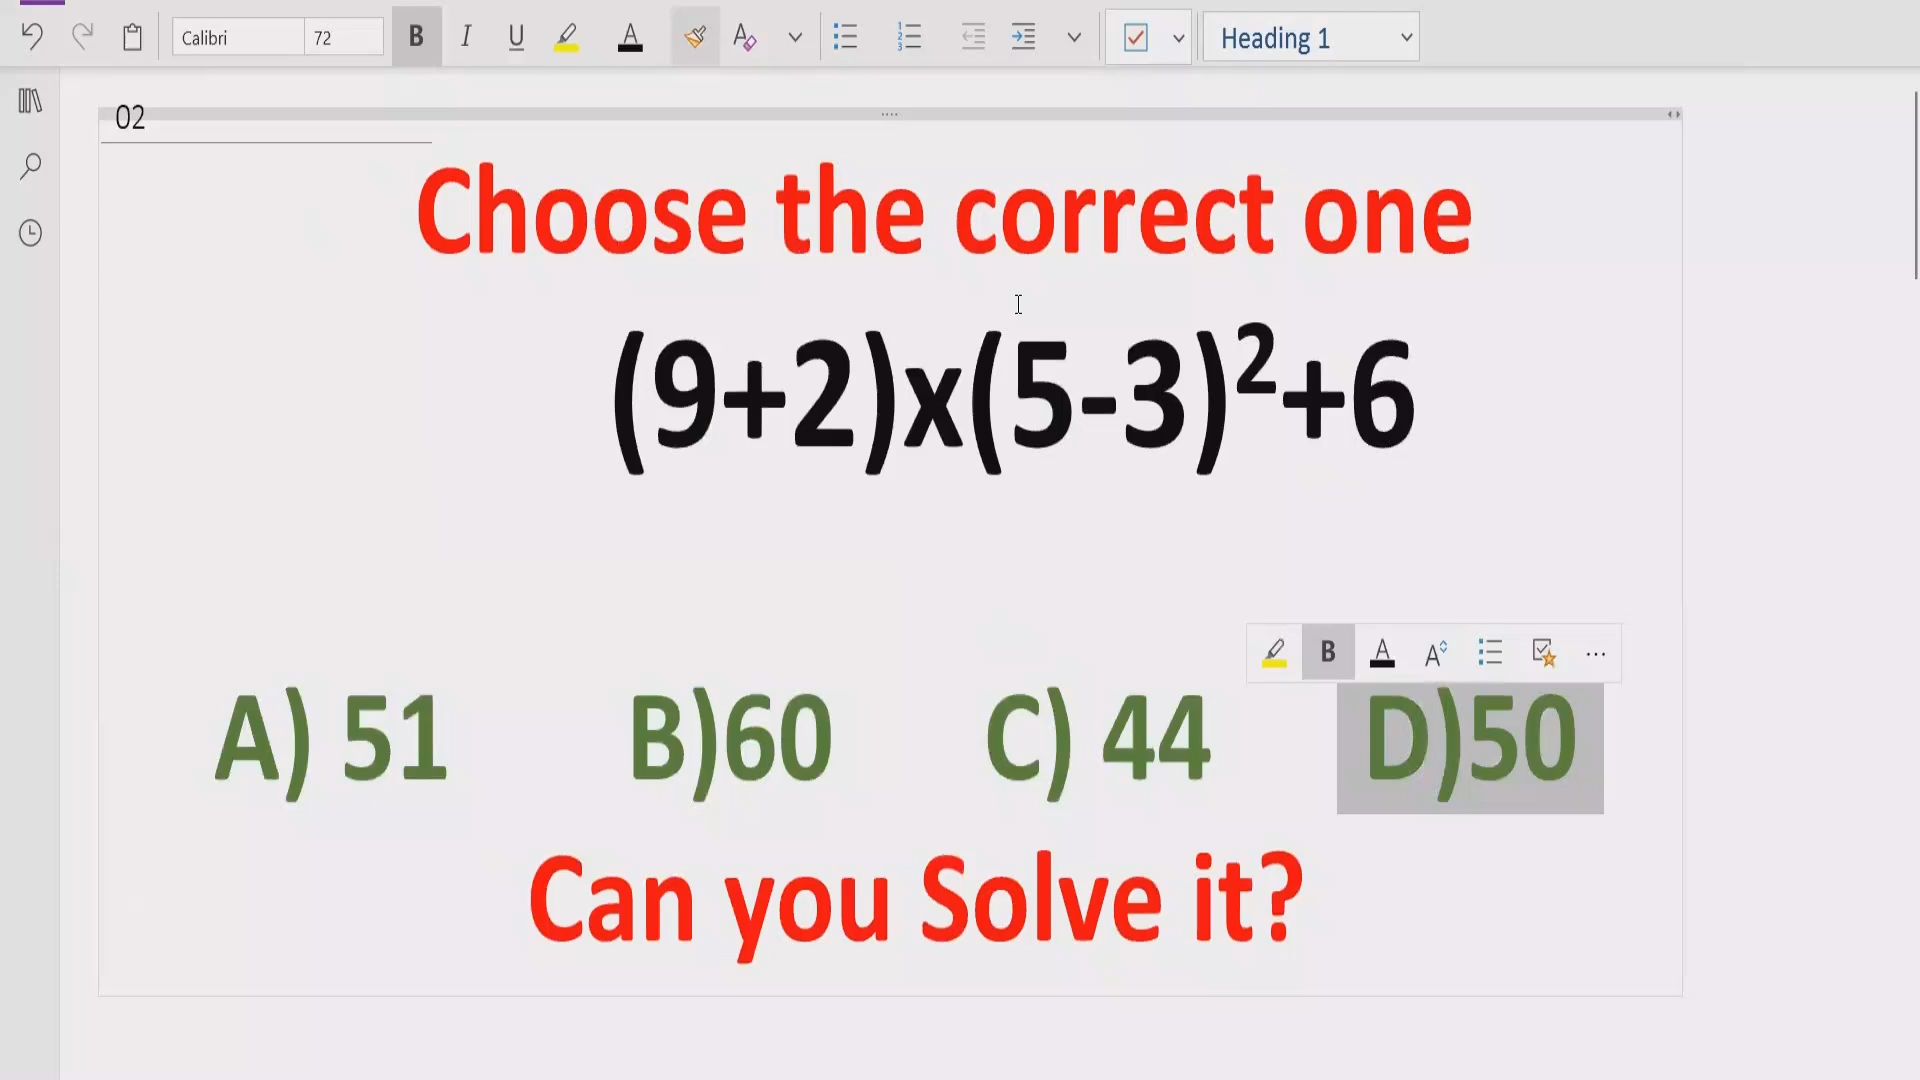 Calibri 72 B I U A A Heading 1
02
Choose the correct one
(9+2)x(5-3)²+6
B A A
A) 51 B)60 C) 44 D)50
Can you Solve it?